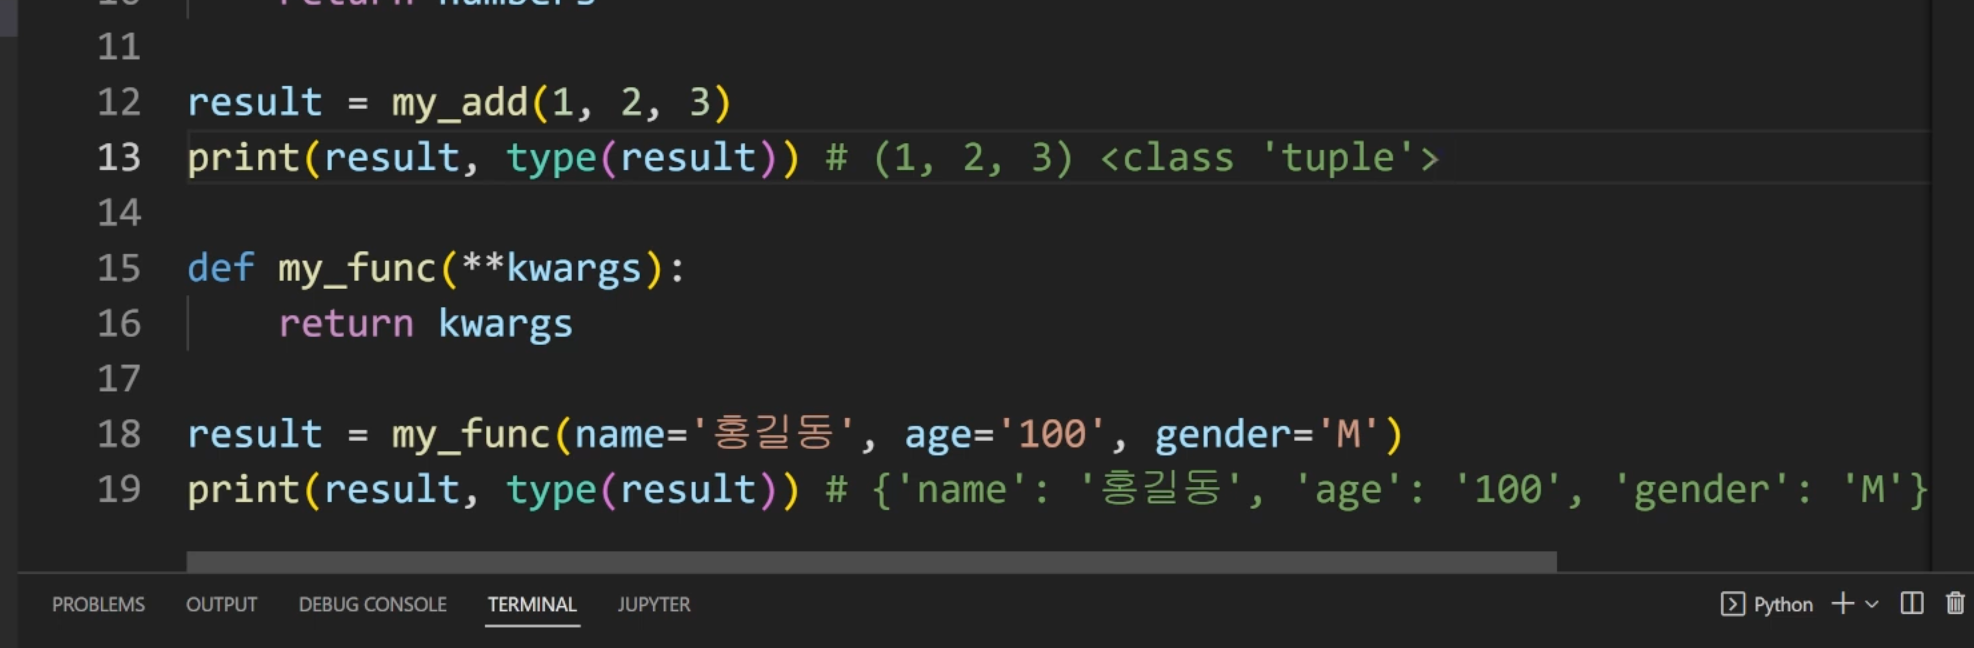 10 return numbers
11
12 result = my_add(1, 2, 3)
13 print(result, type(result)) # (1, 2, 3) <class 'tuple'>
14
15 def my_func(**kwargs):
16 return kwargs
17
18 result = my_func(name='홍길동', age='100', gender='M')
19 print(result, type(result)) # {'name': '홍길동', 'age': '100', 'gender': 'M'}
PROBLEMS OUTPUT DEBUG CONSOLE TERMINAL JUPYTER Python